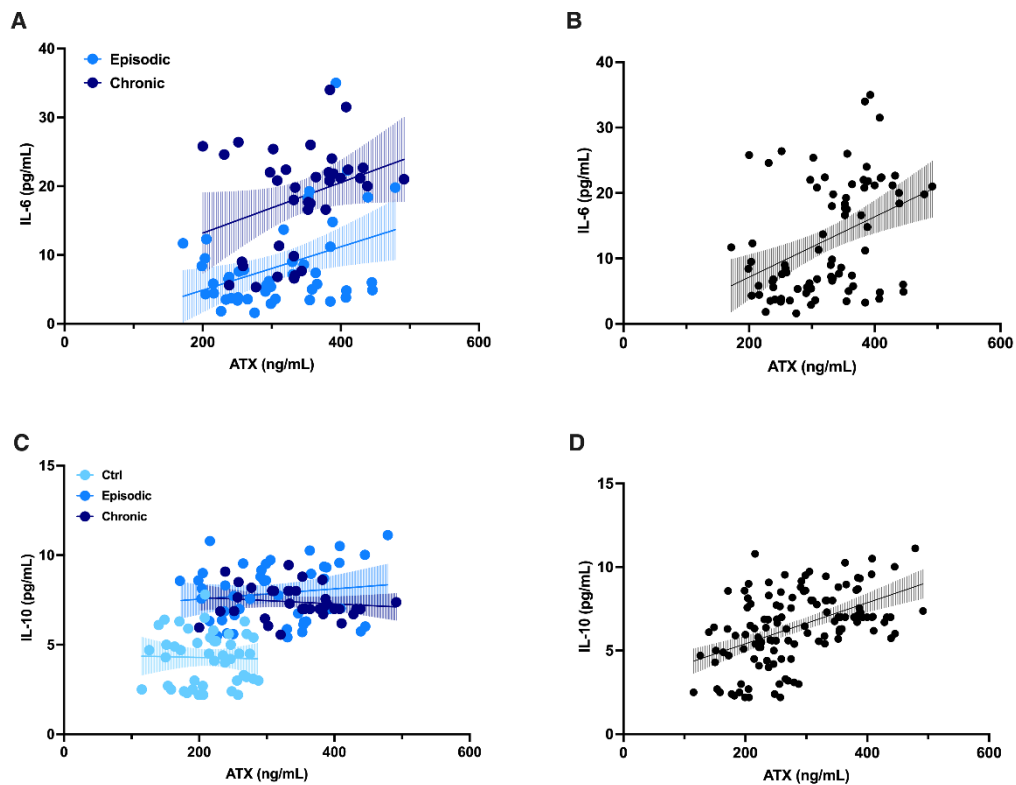 A
B
40
30
20
10
0
0
200
400
600
IL-6 (pg/mL)
ATX (ng/mL)
Episodic
Chronic
40
30
20
10
0
0
200
400
600
IL-6 (pg/mL)
ATX (ng/mL)
C
D
15
10
5
0
0
200
400
600
IL-10 (pg/mL)
ATX (ng/mL)
Ctrl
Episodic
Chronic
15
10
5
0
0
200
400
600
IL-10 (pg/mL)
ATX (ng/mL)